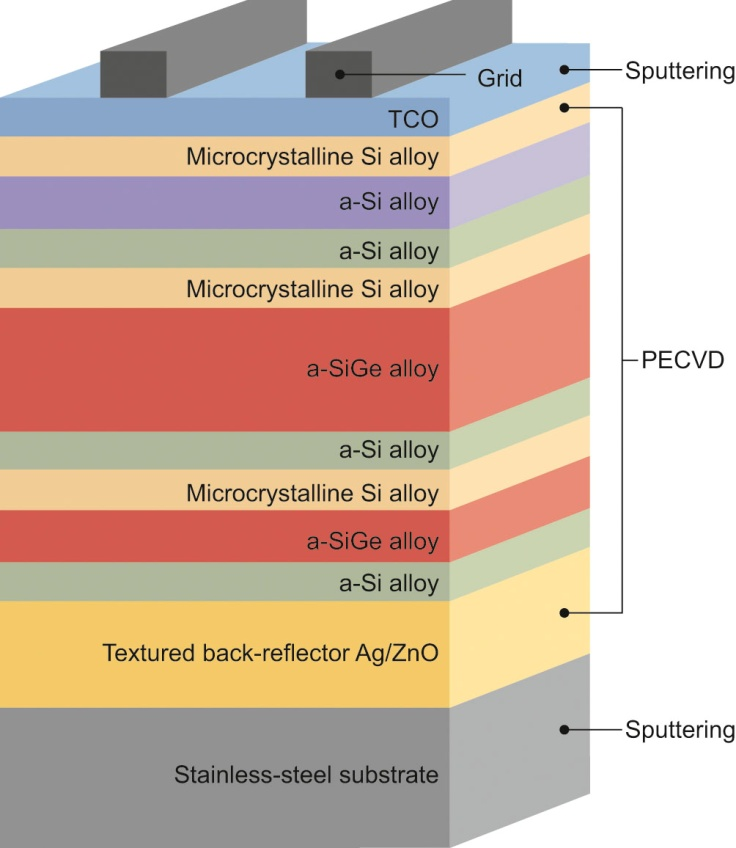 Grid
Sputtering
TCO
Microcrystalline Si alloy
a-Si alloy
a-Si alloy
Microcrystalline Si alloy
a-SiGe alloy
PECVD
a-Si alloy
Microcrystalline Si alloy
a-SiGe alloy
a-Si alloy
Textured back-reflector Ag/ZnO
Sputtering
Stainless-steel substrate